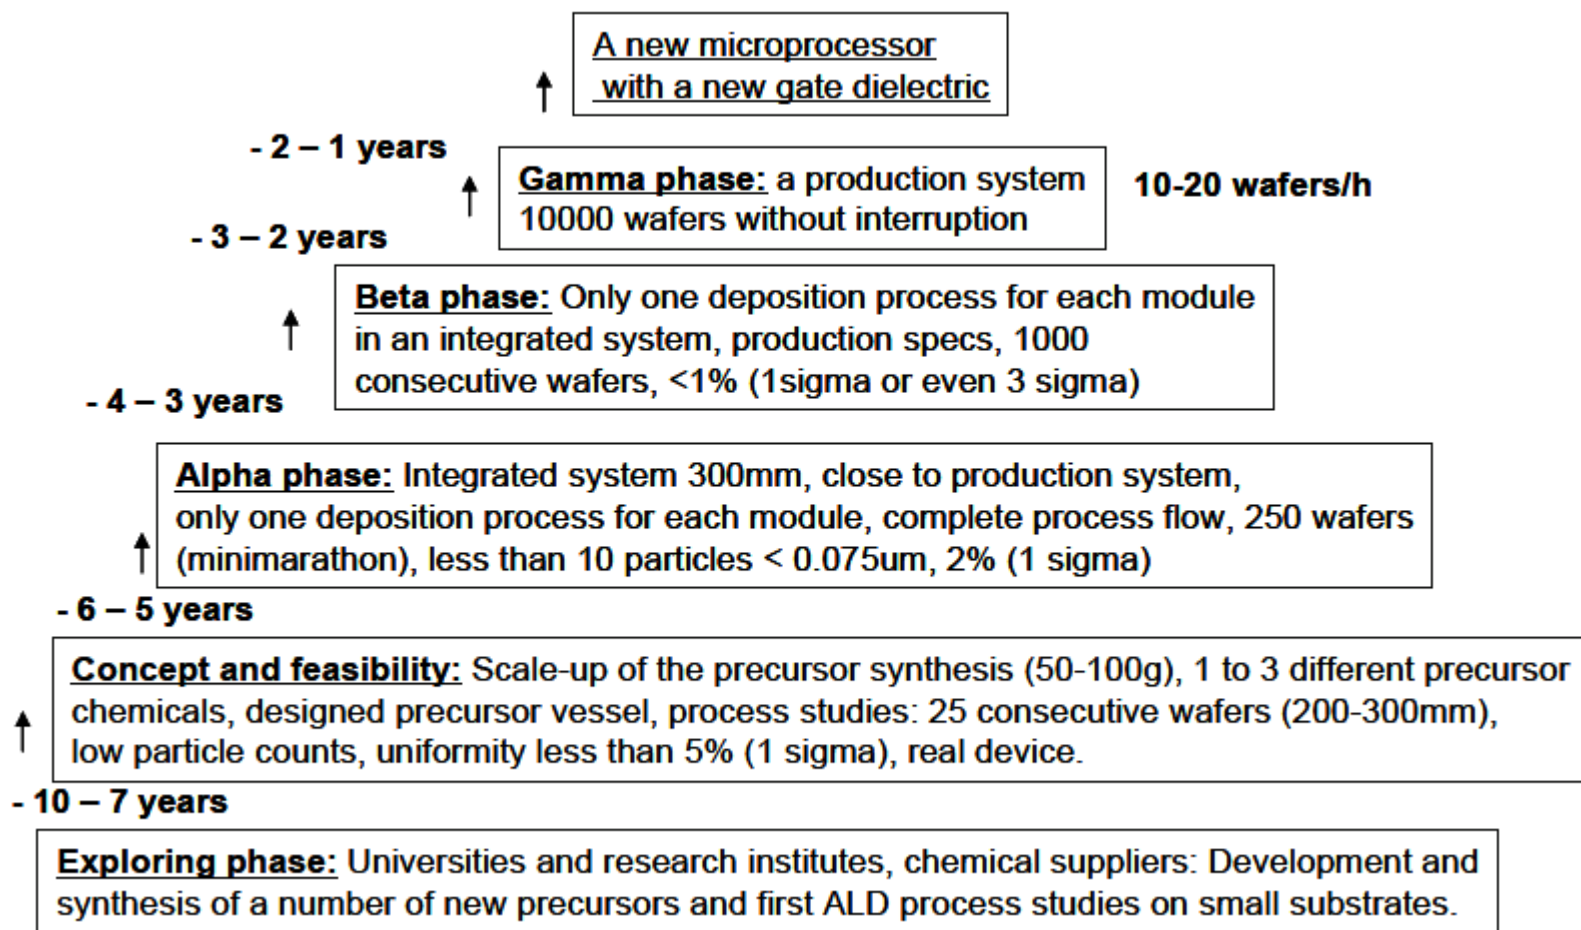 A new microprocessor
with a new gate dielectric
- 2 – 1 years
Gamma phase: a production system
10000 wafers without interruption
10-20 wafers/h
- 3 – 2 years
Beta phase: Only one deposition process for each module
in an integrated system, production specs, 1000
consecutive wafers, <1% (1sigma or even 3 sigma)
- 4 – 3 years
Alpha phase: Integrated system 300mm, close to production system,
only one deposition process for each module, complete process flow, 250 wafers
(minimarathon), less than 10 particles < 0.075um, 2% (1 sigma)
- 6 – 5 years
Concept and feasibility: Scale-up of the precursor synthesis (50-100g), 1 to 3 different precursor
chemicals, designed precursor vessel, process studies: 25 consecutive wafers (200-300mm),
low particle counts, uniformity less than 5% (1 sigma), real device.
- 10 – 7 years
Exploring phase: Universities and research institutes, chemical suppliers: Development and
synthesis of a number of new precursors and first ALD process studies on small substrates.